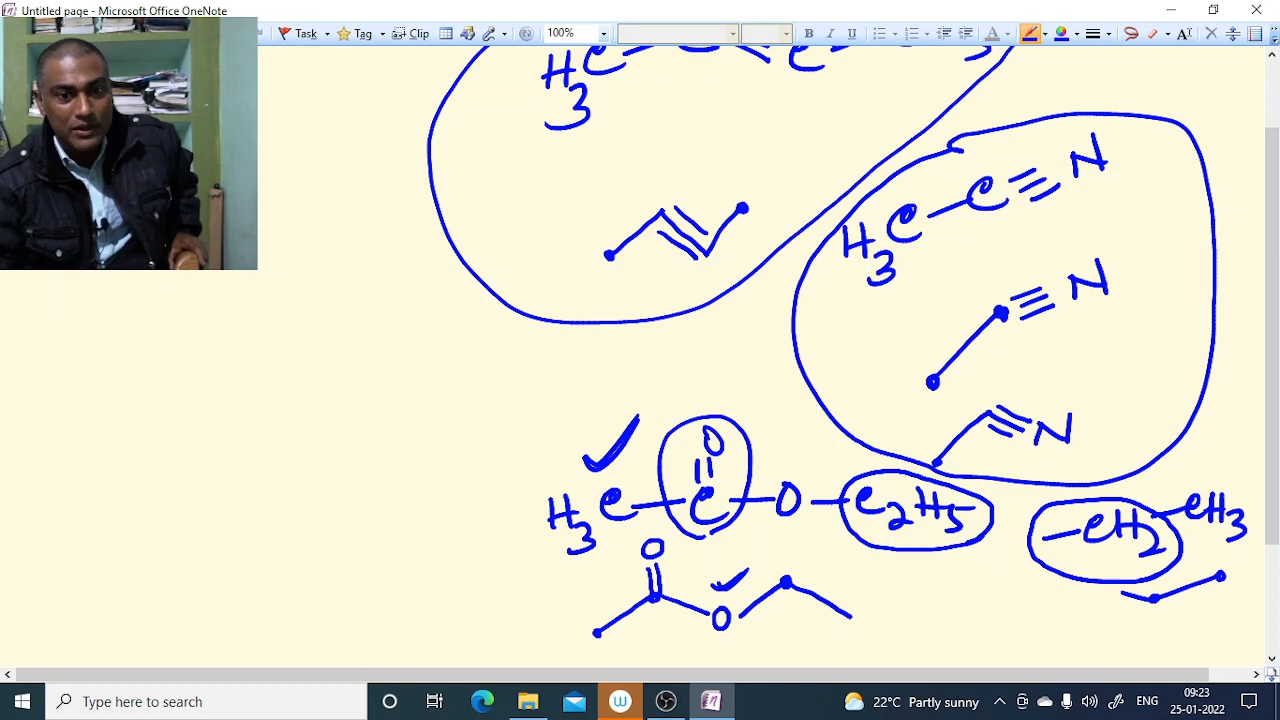 Untitled page - Microsoft Office OneNote
Task Tag Clip 100% B I U A
H3C C
H3C-C≡N
≡N
N
O
H3C-C-O-C2H5
-CH2-CH3
O
O
Type here to search
22°C Partly sunny
ENG
09:23
25-01-2022